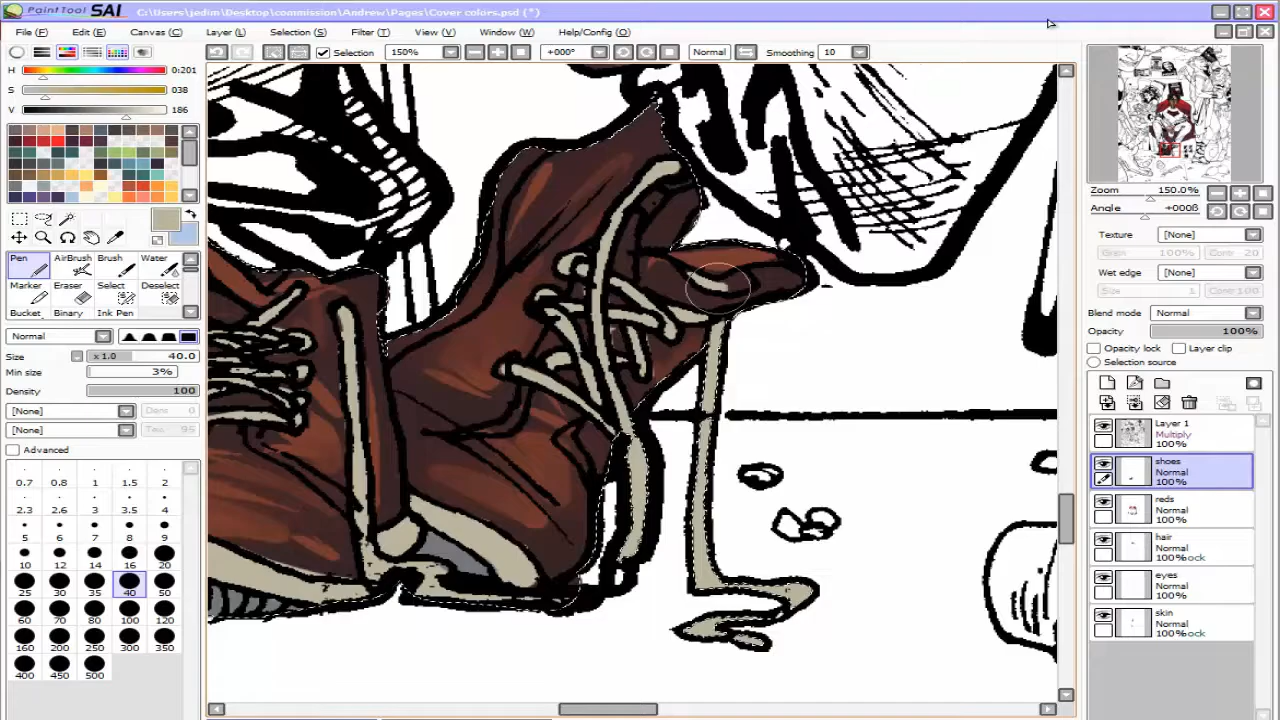 PaintTool SAI C:\Users\jedim\Desktop\commission\Andrew\Pages\Cover colors.psd (*)
File (F) Edit (E) Canvas (C) Layer (L) Selection (S) Filter (T) View (V) Window (W) Help/Config (O)
Selection 150% +000° Normal Smoothing 10
H 0:201
S 038
V 186
Pen AirBrush Brush Water
Marker Eraser Select Deselect
Bucket Binary Ink Pen
Normal
Size x 1.0 40.0
Min size 3%
Density 100
[None]
[None]
Advanced
0.7 0.8 1 1.5 2
2.3 2.6 3 3.5 4
5 6 7 8 9
10 12 14 16 20
25 30 35 40 50
60 70 80 100 120
160 200 250 300 350
400 450 500
Zoom 150.0%
Angle +000ß
Texture [None]
Wet edge [None]
Blend mode Normal
Opacity 100%
Opacity lock Layer clip
Selection source
Layer 1
Multiply
100%
shoes
Normal
100%
reds
Normal
100%
hair
Normal
100%ock
eyes
Normal
100%
skin
Normal
100%ock